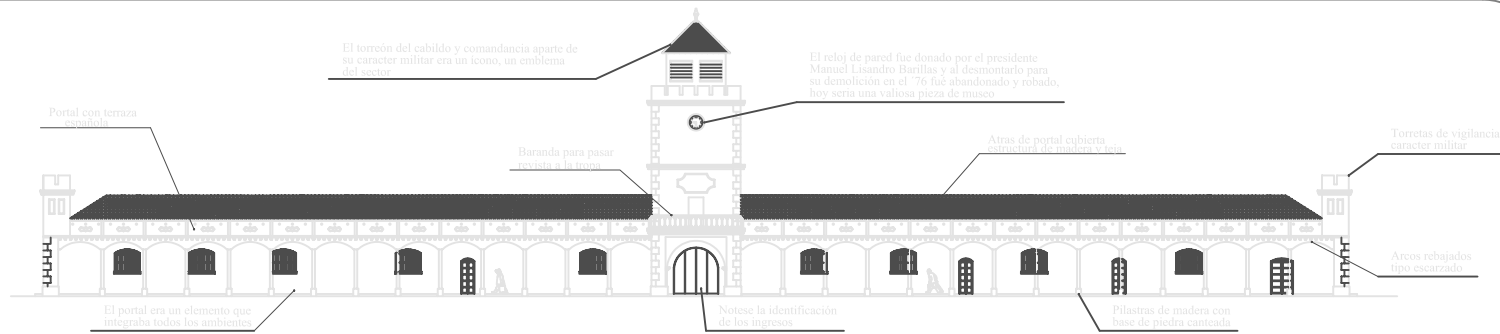 El torreón del cabildo y comandancia aparte de
su caracter militar era un icono, un emblema
del sector
El reloj de pared fue donado por el presidente
Manuel Lisandro Barillas y al desmontarlo para
su demolición en el ´76 fué abandonado y robado,
hoy seria una valiosa pieza de museo
Portal con terraza
española
Baranda para pasar
revista a la tropa
Atras de portal cubierta
estructura de madera y teja
Torretas de vigilancia
caracter militar
Arcos rebajados
tipo escarzado
El portal era un elemento que
integraba todos los ambientes
Notese la identificación
de los ingresos
Pilastras de madera con
base de piedra canteada